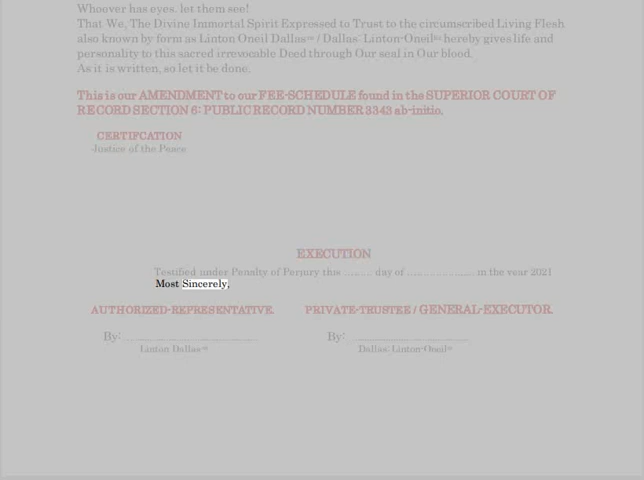 Whoever has eyes. let them see!
That We, The Divine Immortal Spirit Expressed to Trust to the circumscribed Living Flesh
also known by form as Linton Oneil Dallas / Dallas: Linton-Oneil hereby gives life and
personality to this sacred irrevocable Deed through Our seal in Our blood.
As it is written, so let it be done.
This is our AMENDMENT to our FEE-SCHEDULE found in the SUPERIOR COURT OF
RECORD SECTION 6: PUBLIC RECORD NUMBER 3343 ab-initio.
CERTIFCATION
Justice of the Peace
EXECUTION
Testified under Penalty of Perjury this ........ day of .................... in the year 2021
Most Sincerely,
AUTHORIZED-REPRESENTATIVE. PRIVATE-TRUSTEE / GENERAL-EXECUTOR.
By: ........................................ By: ..................................
Linton Dallas Dallas: Linton-Oneil